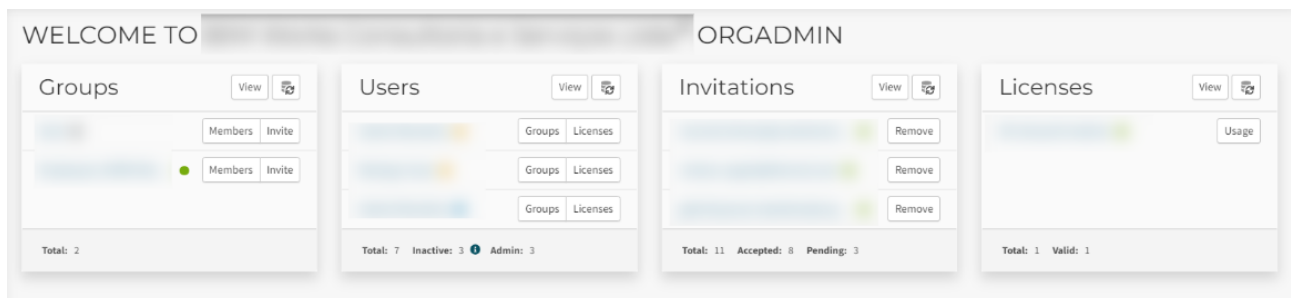 WELCOME TO ORGADMIN
Groups View
Members Invite
Members Invite
Total: 2
Users View
Groups Licenses
Groups Licenses
Groups Licenses
Total: 7 Inactive: 3 Admin: 3
Invitations View
Remove
Remove
Remove
Total: 11 Accepted: 8 Pending: 3
Licenses View
Usage
Total: 1 Valid: 1